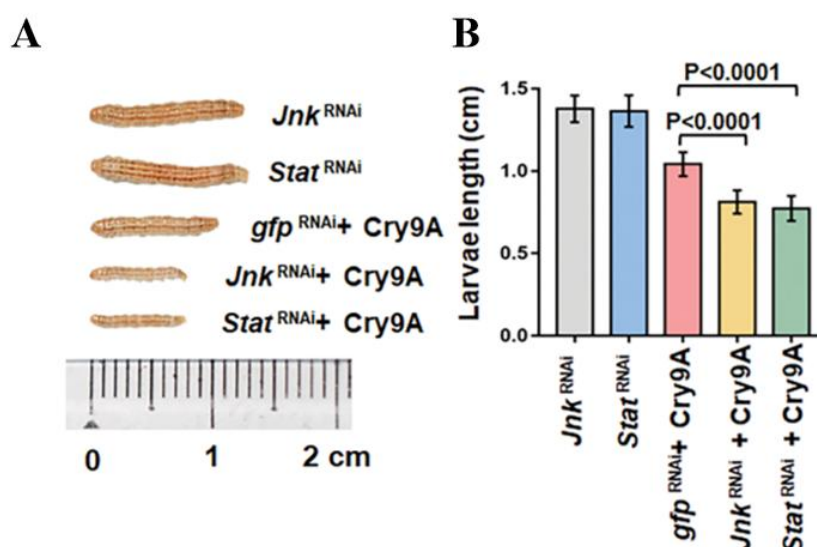 A
Jnk RNAi
Stat RNAi
gfp RNAi+ Cry9A
Jnk RNAi+ Cry9A
Stat RNAi+ Cry9A
0 1 2 cm
B
Larvae length (cm)
1.5
1.0
0.5
0.0
P<0.0001
P<0.0001
Jnk RNAi
Stat RNAi
gfp RNAi+ Cry9A
Jnk RNAi + Cry9A
Stat RNAi + Cry9A